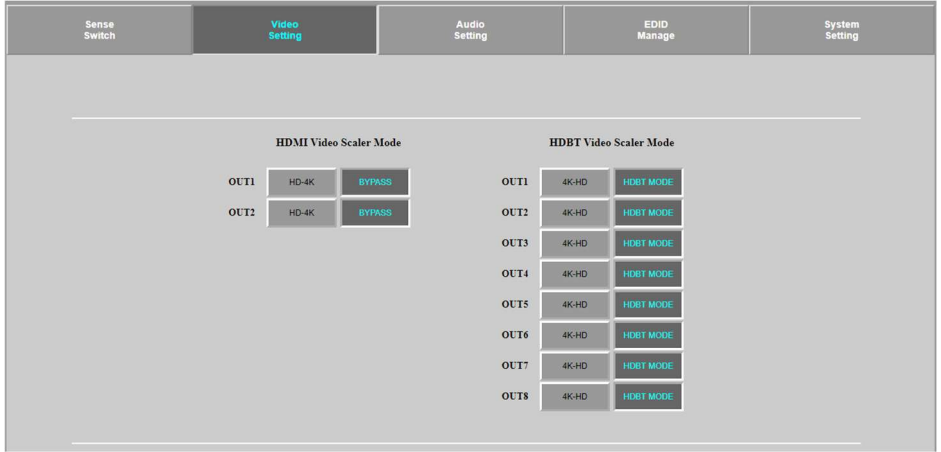 Sense
Switch
Video
Setting
Audio
Setting
EDID
Manage
System
Setting
HDMI Video Scaler Mode
HDBT Video Scaler Mode
OUT1 HD-4K BYPASS
OUT1 4K-HD HDBT MODE
OUT2 HD-4K BYPASS
OUT2 4K-HD HDBT MODE
OUT3 4K-HD HDBT MODE
OUT4 4K-HD HDBT MODE
OUT5 4K-HD HDBT MODE
OUT6 4K-HD HDBT MODE
OUT7 4K-HD HDBT MODE
OUT8 4K-HD HDBT MODE